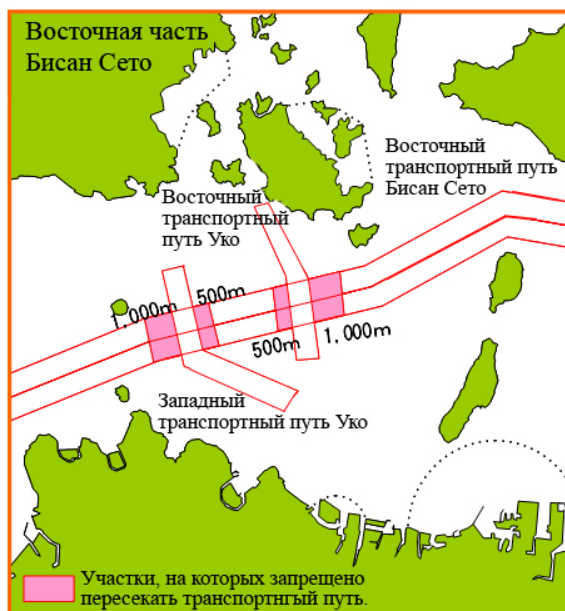 Восточная часть
Бисан Сето
Восточный
транспортный путь
Бисан Сето
Восточный
транспортный
путь Уко
1,000m
500m
500m
1,000m
Западный
транспортный путь Уко
Участки, на которых запрещено
пересекать транспортнгый путь.